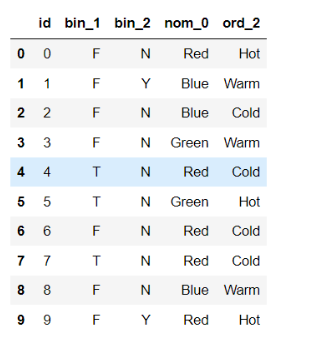 id bin_1 bin_2 nom_0 ord_2
0 0 F N Red Hot
1 1 F Y Blue Warm
2 2 F N Blue Cold
3 3 F N Green Warm
4 4 T N Red Cold
5 5 T N Green Hot
6 6 F N Red Cold
7 7 T N Red Cold
8 8 F N Blue Warm
9 9 F Y Red Hot